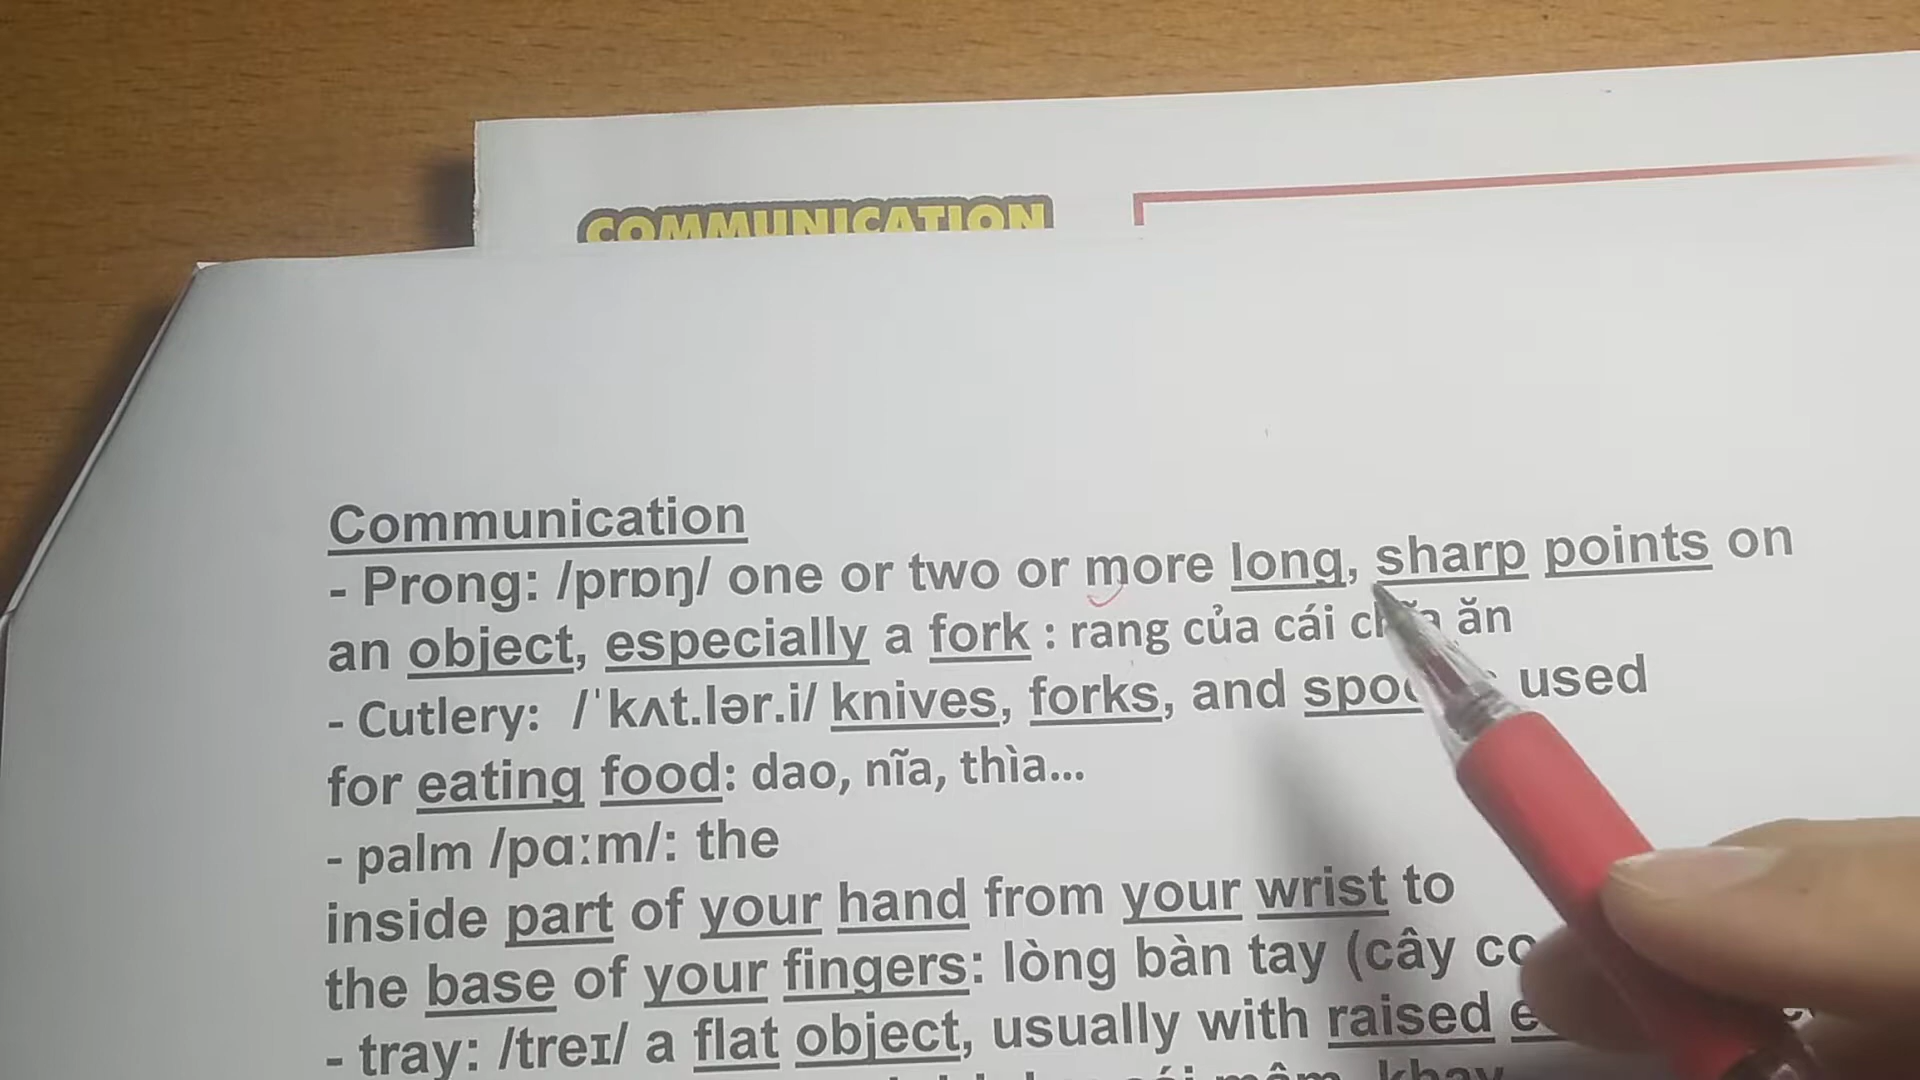 COMMUNICATION
Communication
- Prong: /prɒŋ/ one or two or more long, sharp points on
an object, especially a fork : rang của cái ăn
- Cutlery: /ˈkʌt.lər.i/ knives, forks, and used
for eating food: dao, nĩa, thìa...
- palm /pɑːm/: the
inside part of your hand from your wrist to
the base of your fingers: lòng bàn tay (cây
- tray: /treɪ/ a flat object, usually with raised
cái mâm, khay